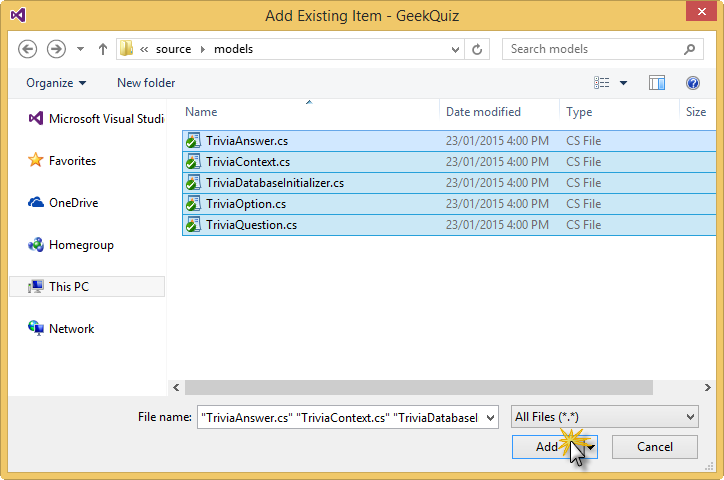 Add Existing Item - GeekQuiz
source models
Search models
Organize New folder
Name Date modified Type Size
Microsoft Visual Studi
Favorites
OneDrive
Homegroup
This PC
Network
TriviaAnswer.cs 23/01/2015 4:00 PM CS File
TriviaContext.cs 23/01/2015 4:00 PM CS File
TriviaDatabaseInitializer.cs 23/01/2015 4:00 PM CS File
TriviaOption.cs 23/01/2015 4:00 PM CS File
TriviaQuestion.cs 23/01/2015 4:00 PM CS File
File name: "TriviaAnswer.cs" "TriviaContext.cs" "TriviaDatabaseI
All Files (*.*)
Add Cancel